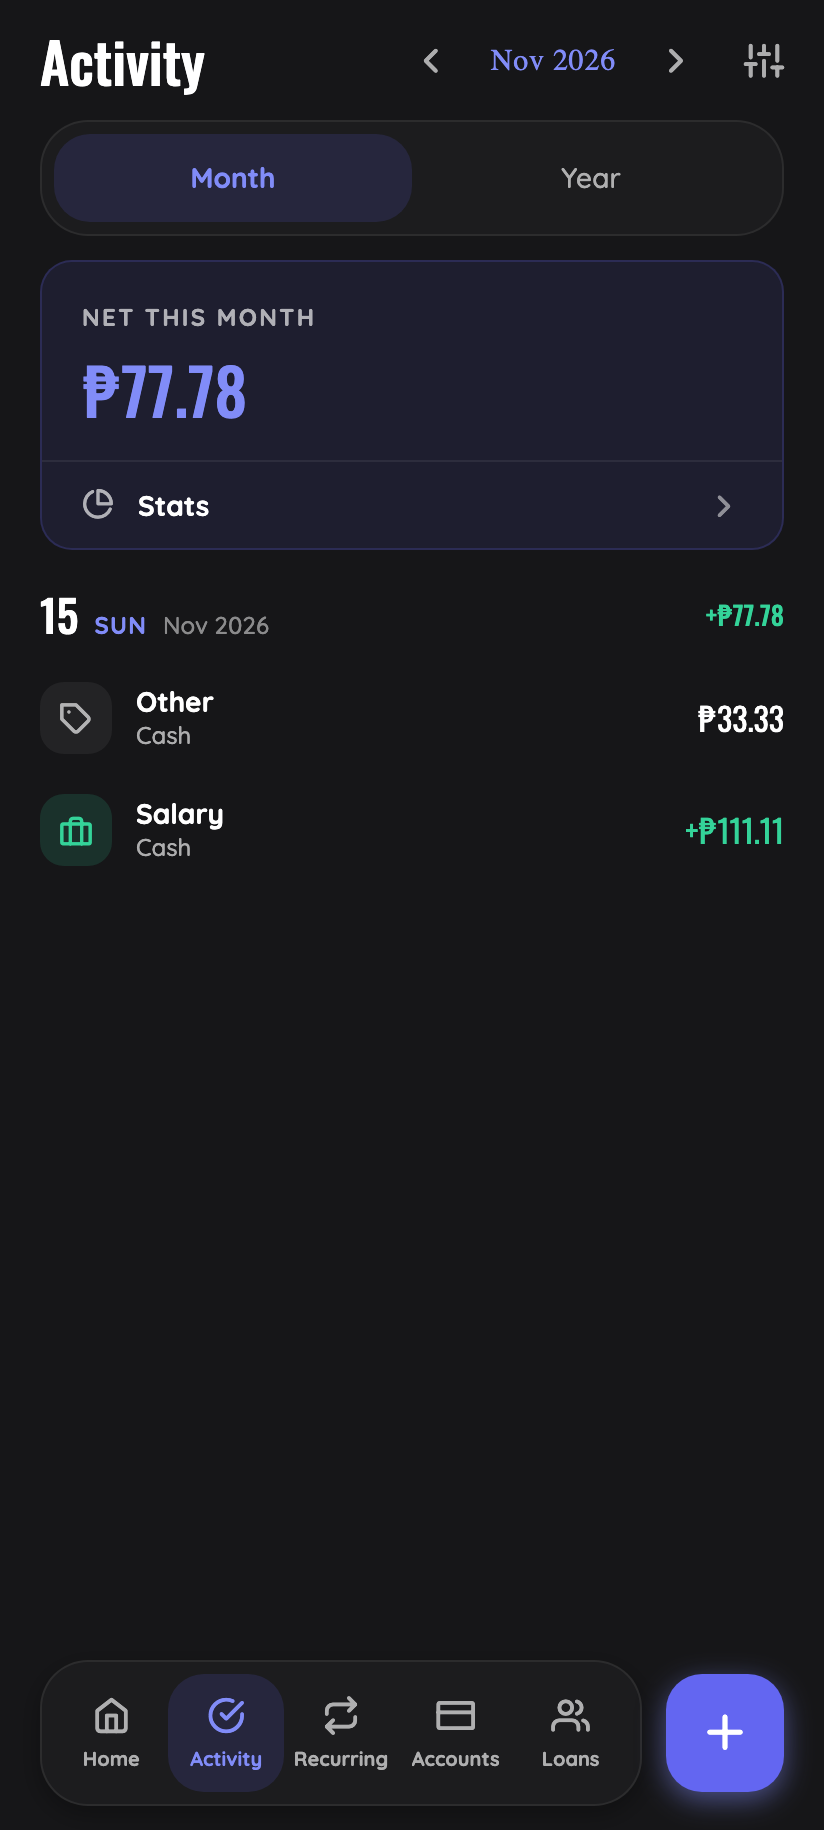 Activity
Nov 2026
Month
Year
NET THIS MONTH
₱77.78
Stats
15 SUN Nov 2026
+₱77.78
Other
Cash
₱33.33
Salary
Cash
+₱111.11
Home
Activity
Recurring
Accounts
Loans